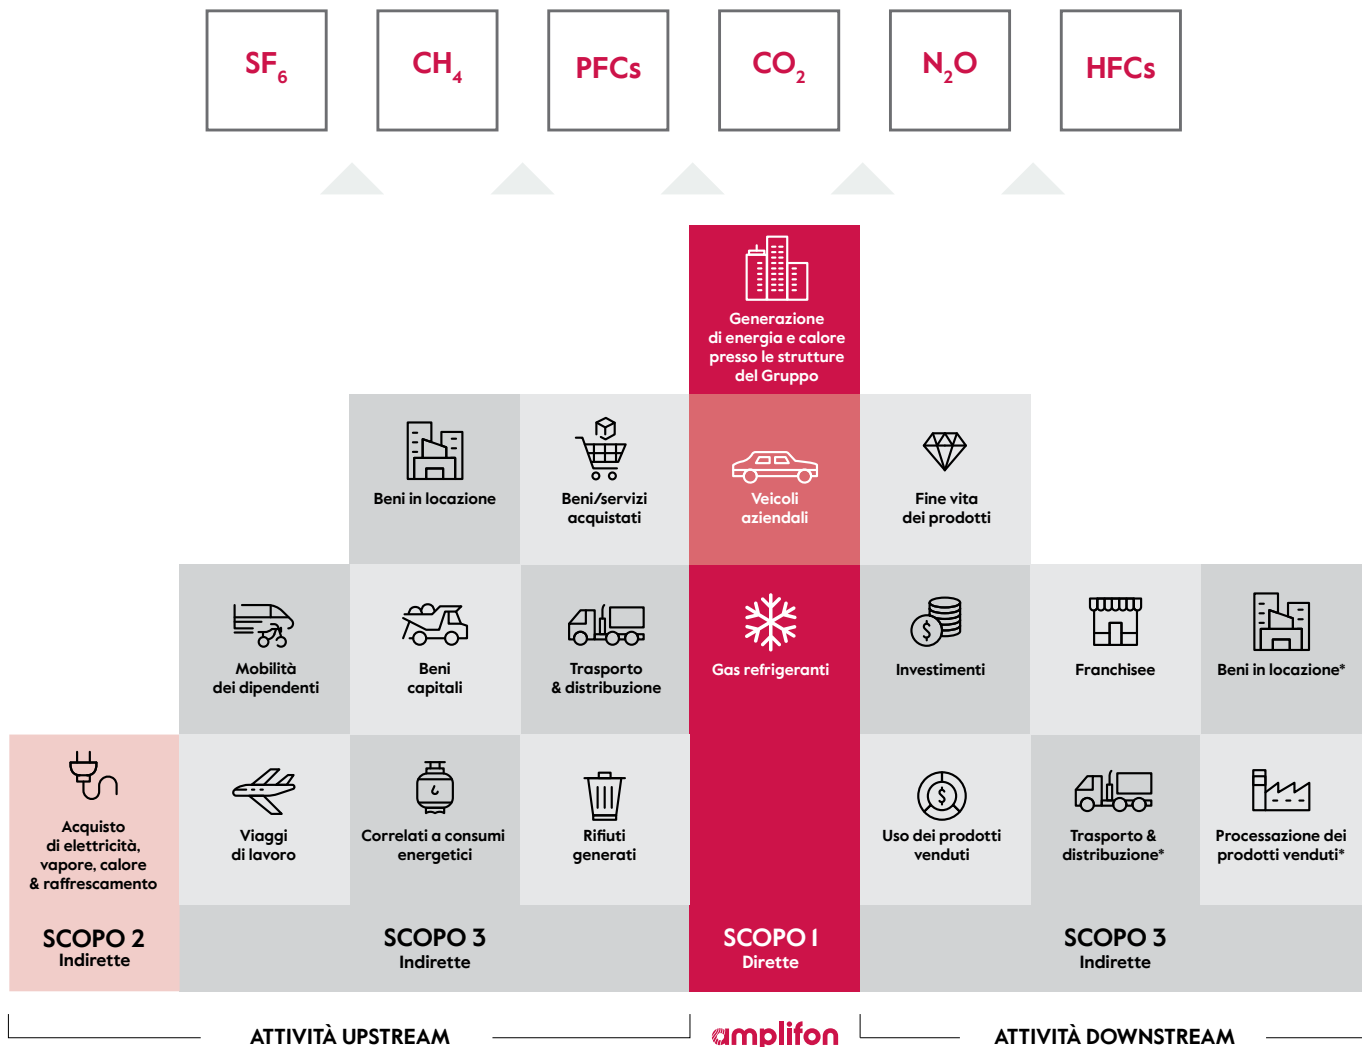 SF6
CH4
PFCs
CO2
N2O
HFCs
Generazione
di energia e calore
presso le strutture
del Gruppo
Beni in locazione
Beni/servizi
acquistati
Veicoli
aziendali
Fine vita
dei prodotti
Mobilità
dei dipendenti
Beni
capitali
Trasporto
& distribuzione
Gas refrigeranti
Investimenti
Franchisee
Beni in locazione*
Acquisto
di elettricità,
vapore, calore
& raffrescamento
Viaggi
di lavoro
Correlati a consumi
energetici
Rifiuti
generati
Uso dei prodotti
venduti
Trasporto &
distribuzione*
Processazione dei
prodotti venduti*
SCOPO 2
Indirette
SCOPO 3
Indirette
SCOPO 1
Dirette
SCOPO 3
Indirette
ATTIVITÀ UPSTREAM
amplifon
ATTIVITÀ DOWNSTREAM